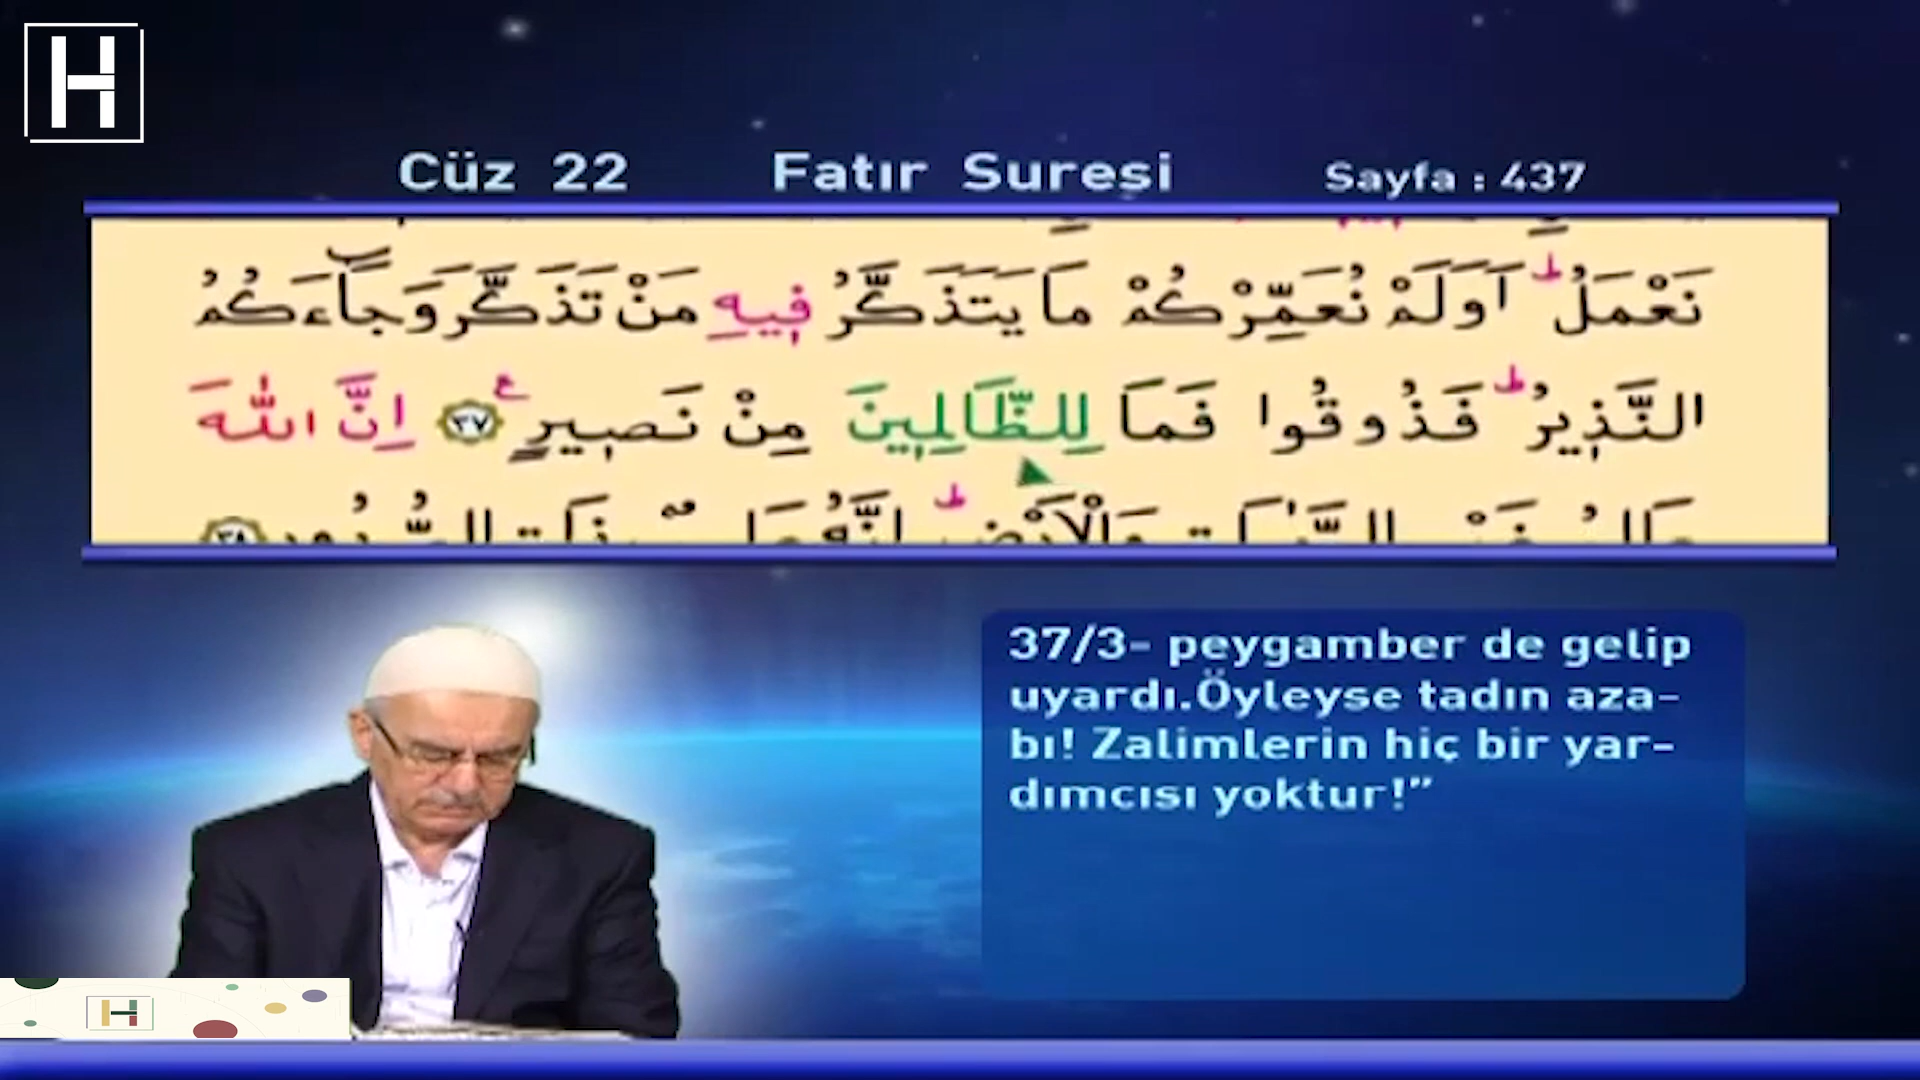 H
Cüz 22 Fatır Suresi Sayfa : 437
نَعْمَلُ ۜ اَوَلَمْ نُعَمِّرْكُمْ مَا يَتَذَكَّرُ فِيهِ مَنْ تَذَكَّرَ وَجَٓاءَكُمُ
النَّذِيرُ ۜ فَذُوقُوا فَمَا لِلظَّالِمِينَ مِنْ نَصِيرٍ ﴿٣٧﴾ اِنَّ اللّٰهَ
37/3- peygamber de gelip
uyardı.Öyleyse tadın aza-
bı! Zalimlerin hiç bir yar-
dımcısı yoktur!”
H